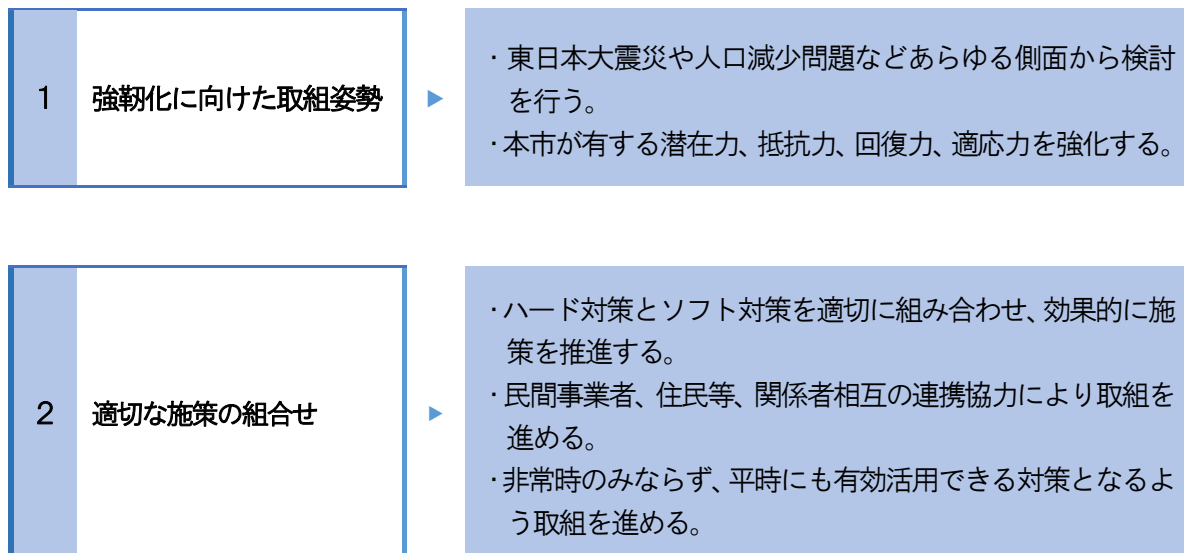 1 強靭化に向けた取組姿勢
・東日本大震災や人口減少問題などあらゆる側面から検討
を行う。
・本市が有する潜在力、抵抗力、回復力、適応力を強化する。
2 適切な施策の組合せ
・ハード対策とソフト対策を適切に組み合わせ、効果的に施
策を推進する。
・民間事業者、住民等、関係者相互の連携協力により取組を
進める。
・非常時のみならず、平時にも有効活用できる対策となるよ
う取組を進める。